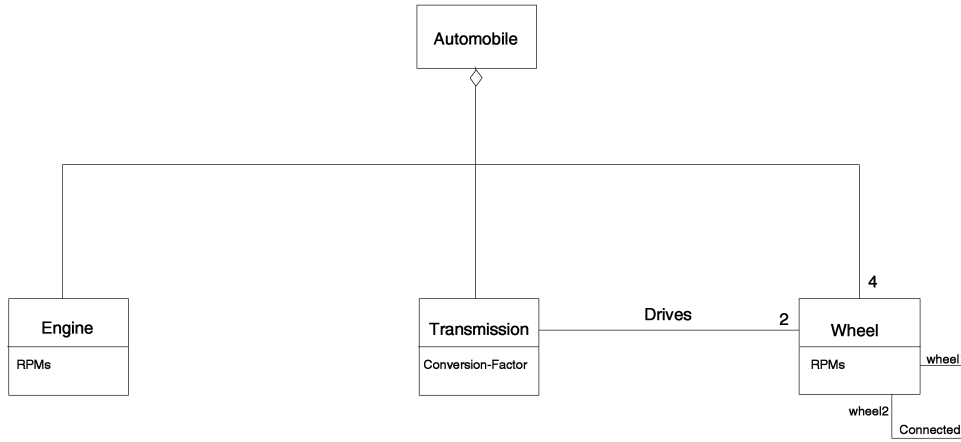 Automobile
4
Engine
RPMs
Transmission
Conversion-Factor
Drives
2
Wheel
RPMs
wheel
wheel2
Connected